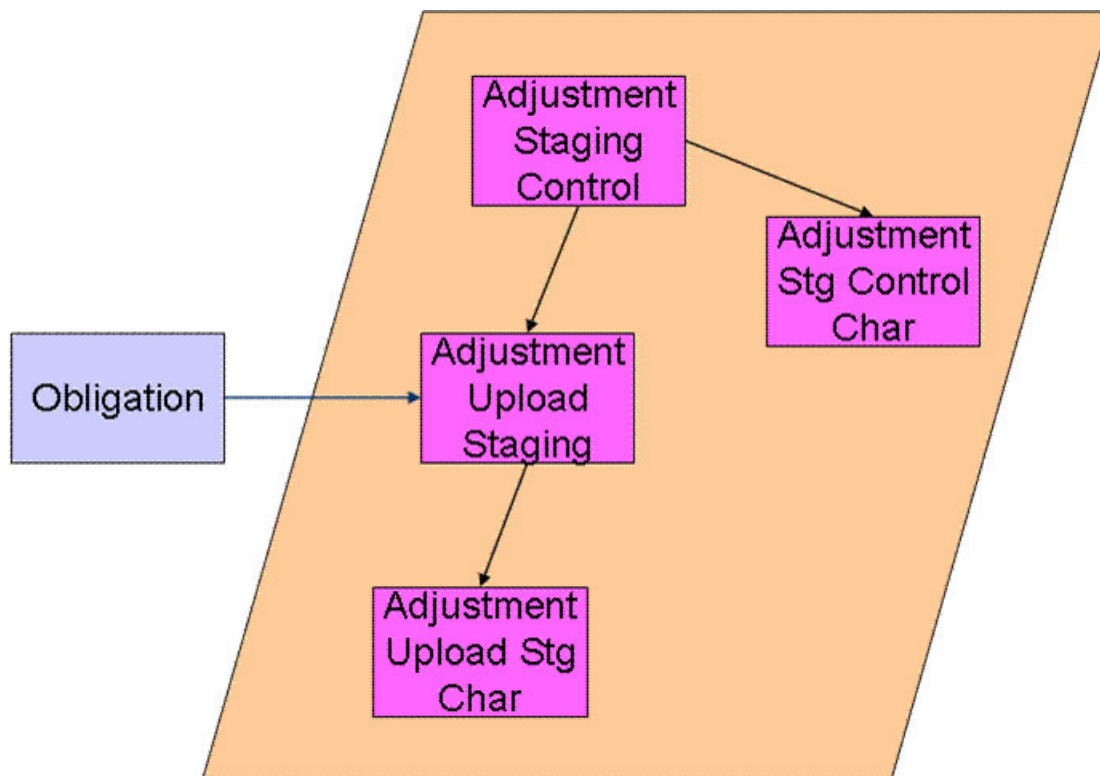 Adjustment
Staging
Control
Adjustment
Stg Control
Char
Obligation
Adjustment
Upload
Staging
Adjustment
Upload Stg
Char